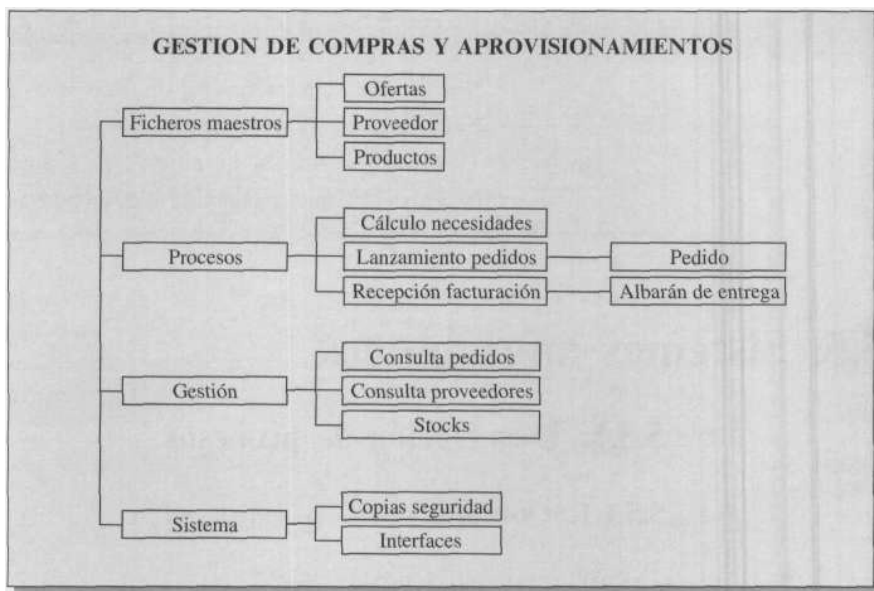 GESTION DE COMPRAS Y APROVISIONAMIENTOS
Ficheros maestros
Ofertas
Proveedor
Productos
Procesos
Cálculo necesidades
Lanzamiento pedidos
Pedido
Recepción facturación
Albarán de entrega
Gestión
Consulta pedidos
Consulta proveedores
Stocks
Sistema
Copias seguridad
Interfaces